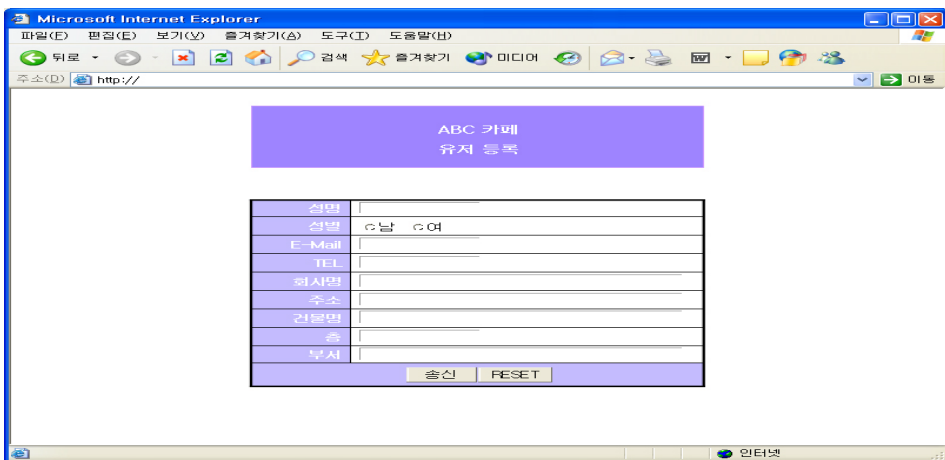 Microsoft Internet Explorer
파일(F) 편집(E) 보기(V) 즐겨찾기(A) 도구(T) 도움말(H)
뒤로 검색 즐겨찾기 미디어
주소(D) http:// 이동
ABC 카페
유저 등록
성명
성별 남 여
E-Mail
TEL
회사명
주소
건물명
층
부서
송신 RESET
인터넷